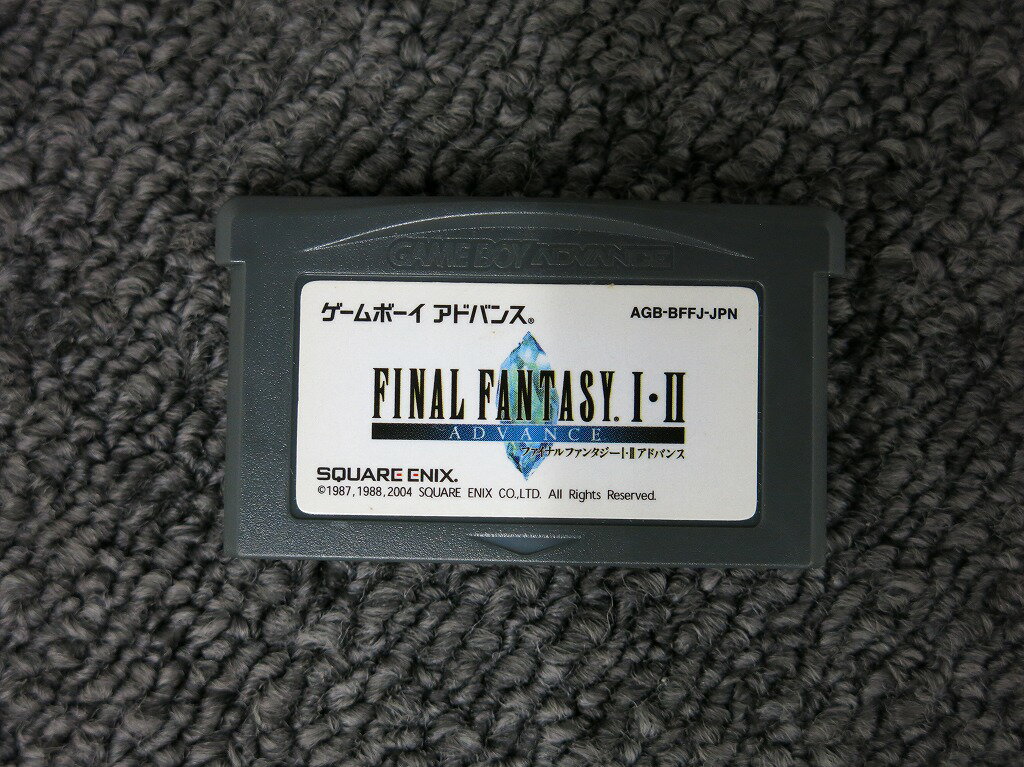 GAME BOY ADVANCE
ゲームボーイ アドバンス® AGB-BFFJ-JPN
FINAL FANTASY® I・II
ADVANCE
ファイナルファンタジーI・II アドバンス
SQUARE ENIX®
©1987,1988,2004 SQUARE ENIX CO.,LTD. All Rights Reserved.